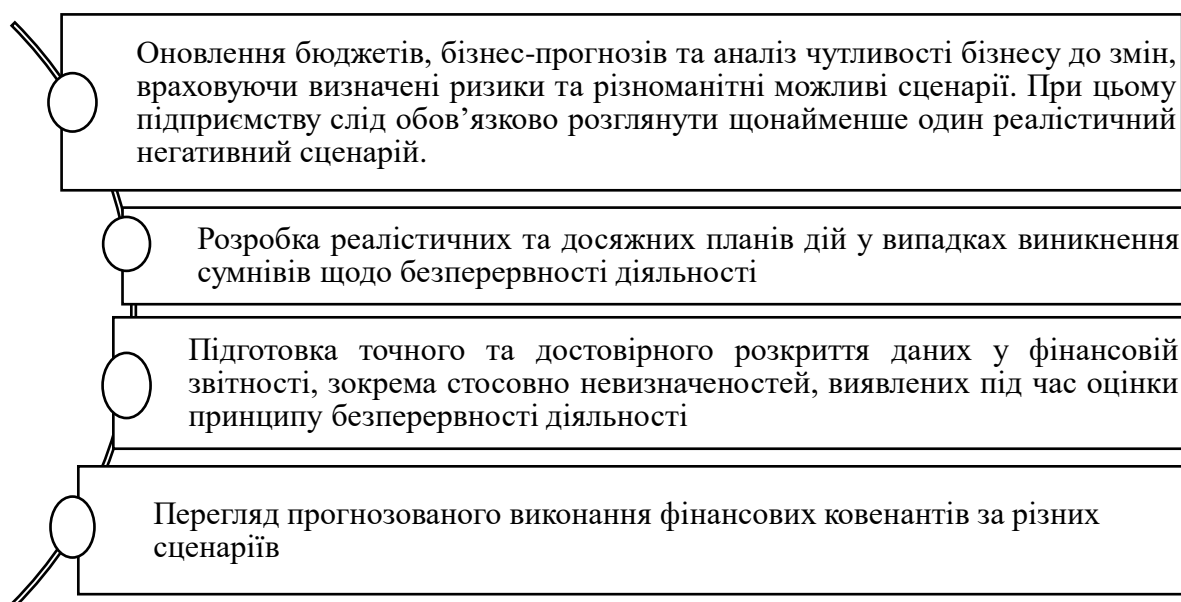 Оновлення бюджетів, бізнес-прогнозів та аналіз чутливості бізнесу до змін,
враховуючи визначені ризики та різноманітні можливі сценарії. При цьому
підприємству слід обов’язково розглянути щонайменше один реалістичний
негативний сценарій.
Розробка реалістичних та досяжних планів дій у випадках виникнення
сумнівів щодо безперервності діяльності
Підготовка точного та достовірного розкриття даних у фінансовій
звітності, зокрема стосовно невизначеностей, виявлених під час оцінки
принципу безперервності діяльності
Перегляд прогнозованого виконання фінансових ковенантів за різних
сценаріїв